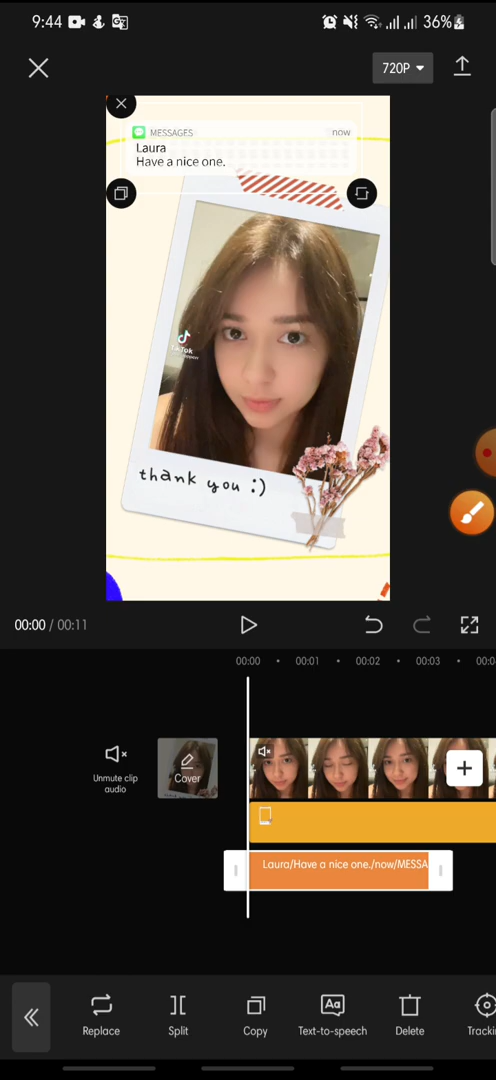 9:44
36%
720P
MESSAGES
now
Laura
Have a nice one.
TikTok
thank you :)
00:00 / 00:11
00:00
00:01
00:02
00:03
Unmute clip
audio
Cover
Laura/Have a nice one./now/MESSA
Replace
Split
Copy
Aa
Text-to-speech
Delete